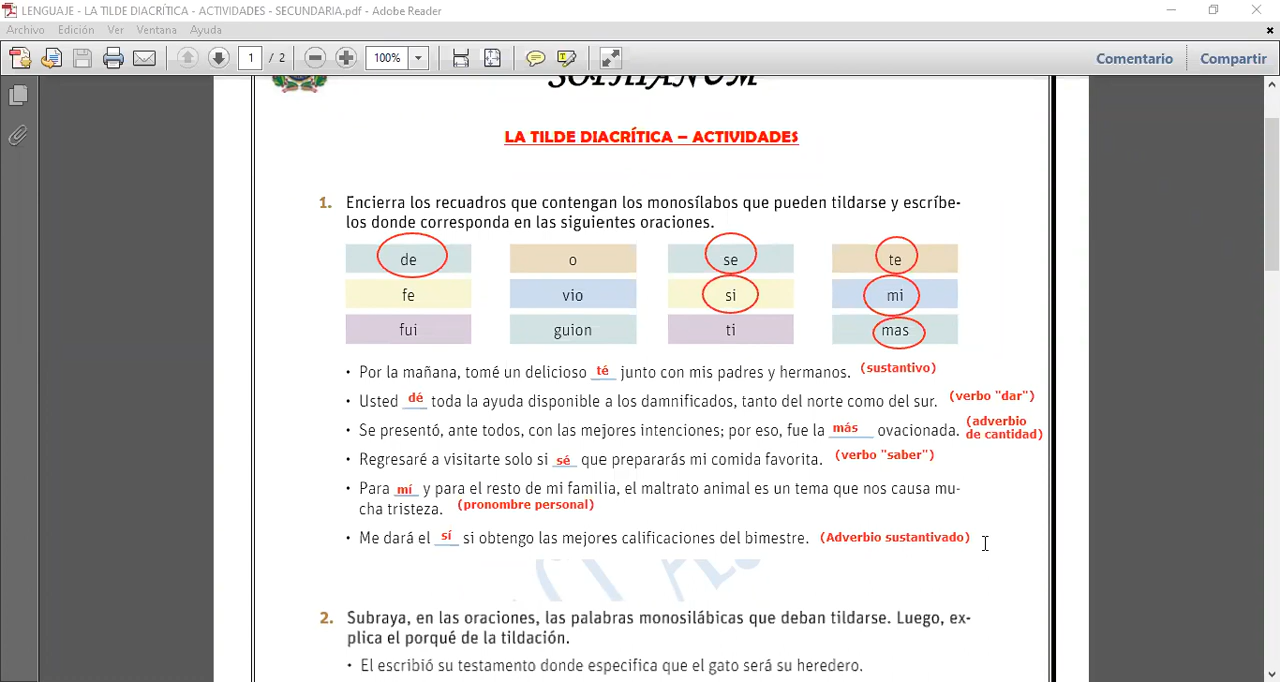 LENGUAJE - LA TILDE DIACRÍTICA - ACTIVIDADES - SECUNDARIA.pdf - Adobe Reader
Archivo Edición Ver Ventana Ayuda
1 / 2 100% Comentario Compartir
LA TILDE DIACRÍTICA – ACTIVIDADES
1. Encierra los recuadros que contengan los monosílabos que pueden tildarse y escríbe-
los donde corresponda en las siguientes oraciones.
de o se te
fe vio si mi
fui guion ti mas
• Por la mañana, tomé un delicioso té junto con mis padres y hermanos. (sustantivo)
• Usted dé toda la ayuda disponible a los damnificados, tanto del norte como del sur. (verbo "dar")
• Se presentó, ante todos, con las mejores intenciones; por eso, fue la más ovacionada. (adverbio
de cantidad)
• Regresaré a visitarte solo si sé que prepararás mi comida favorita. (verbo "saber")
• Para mí y para el resto de mi familia, el maltrato animal es un tema que nos causa mu-
cha tristeza. (pronombre personal)
• Me dará el sí si obtengo las mejores calificaciones del bimestre. (Adverbio sustantivado)
2. Subraya, en las oraciones, las palabras monosilábicas que deban tildarse. Luego, ex-
plica el porqué de la tildación.
• El escribió su testamento donde especifica que el gato será su heredero.